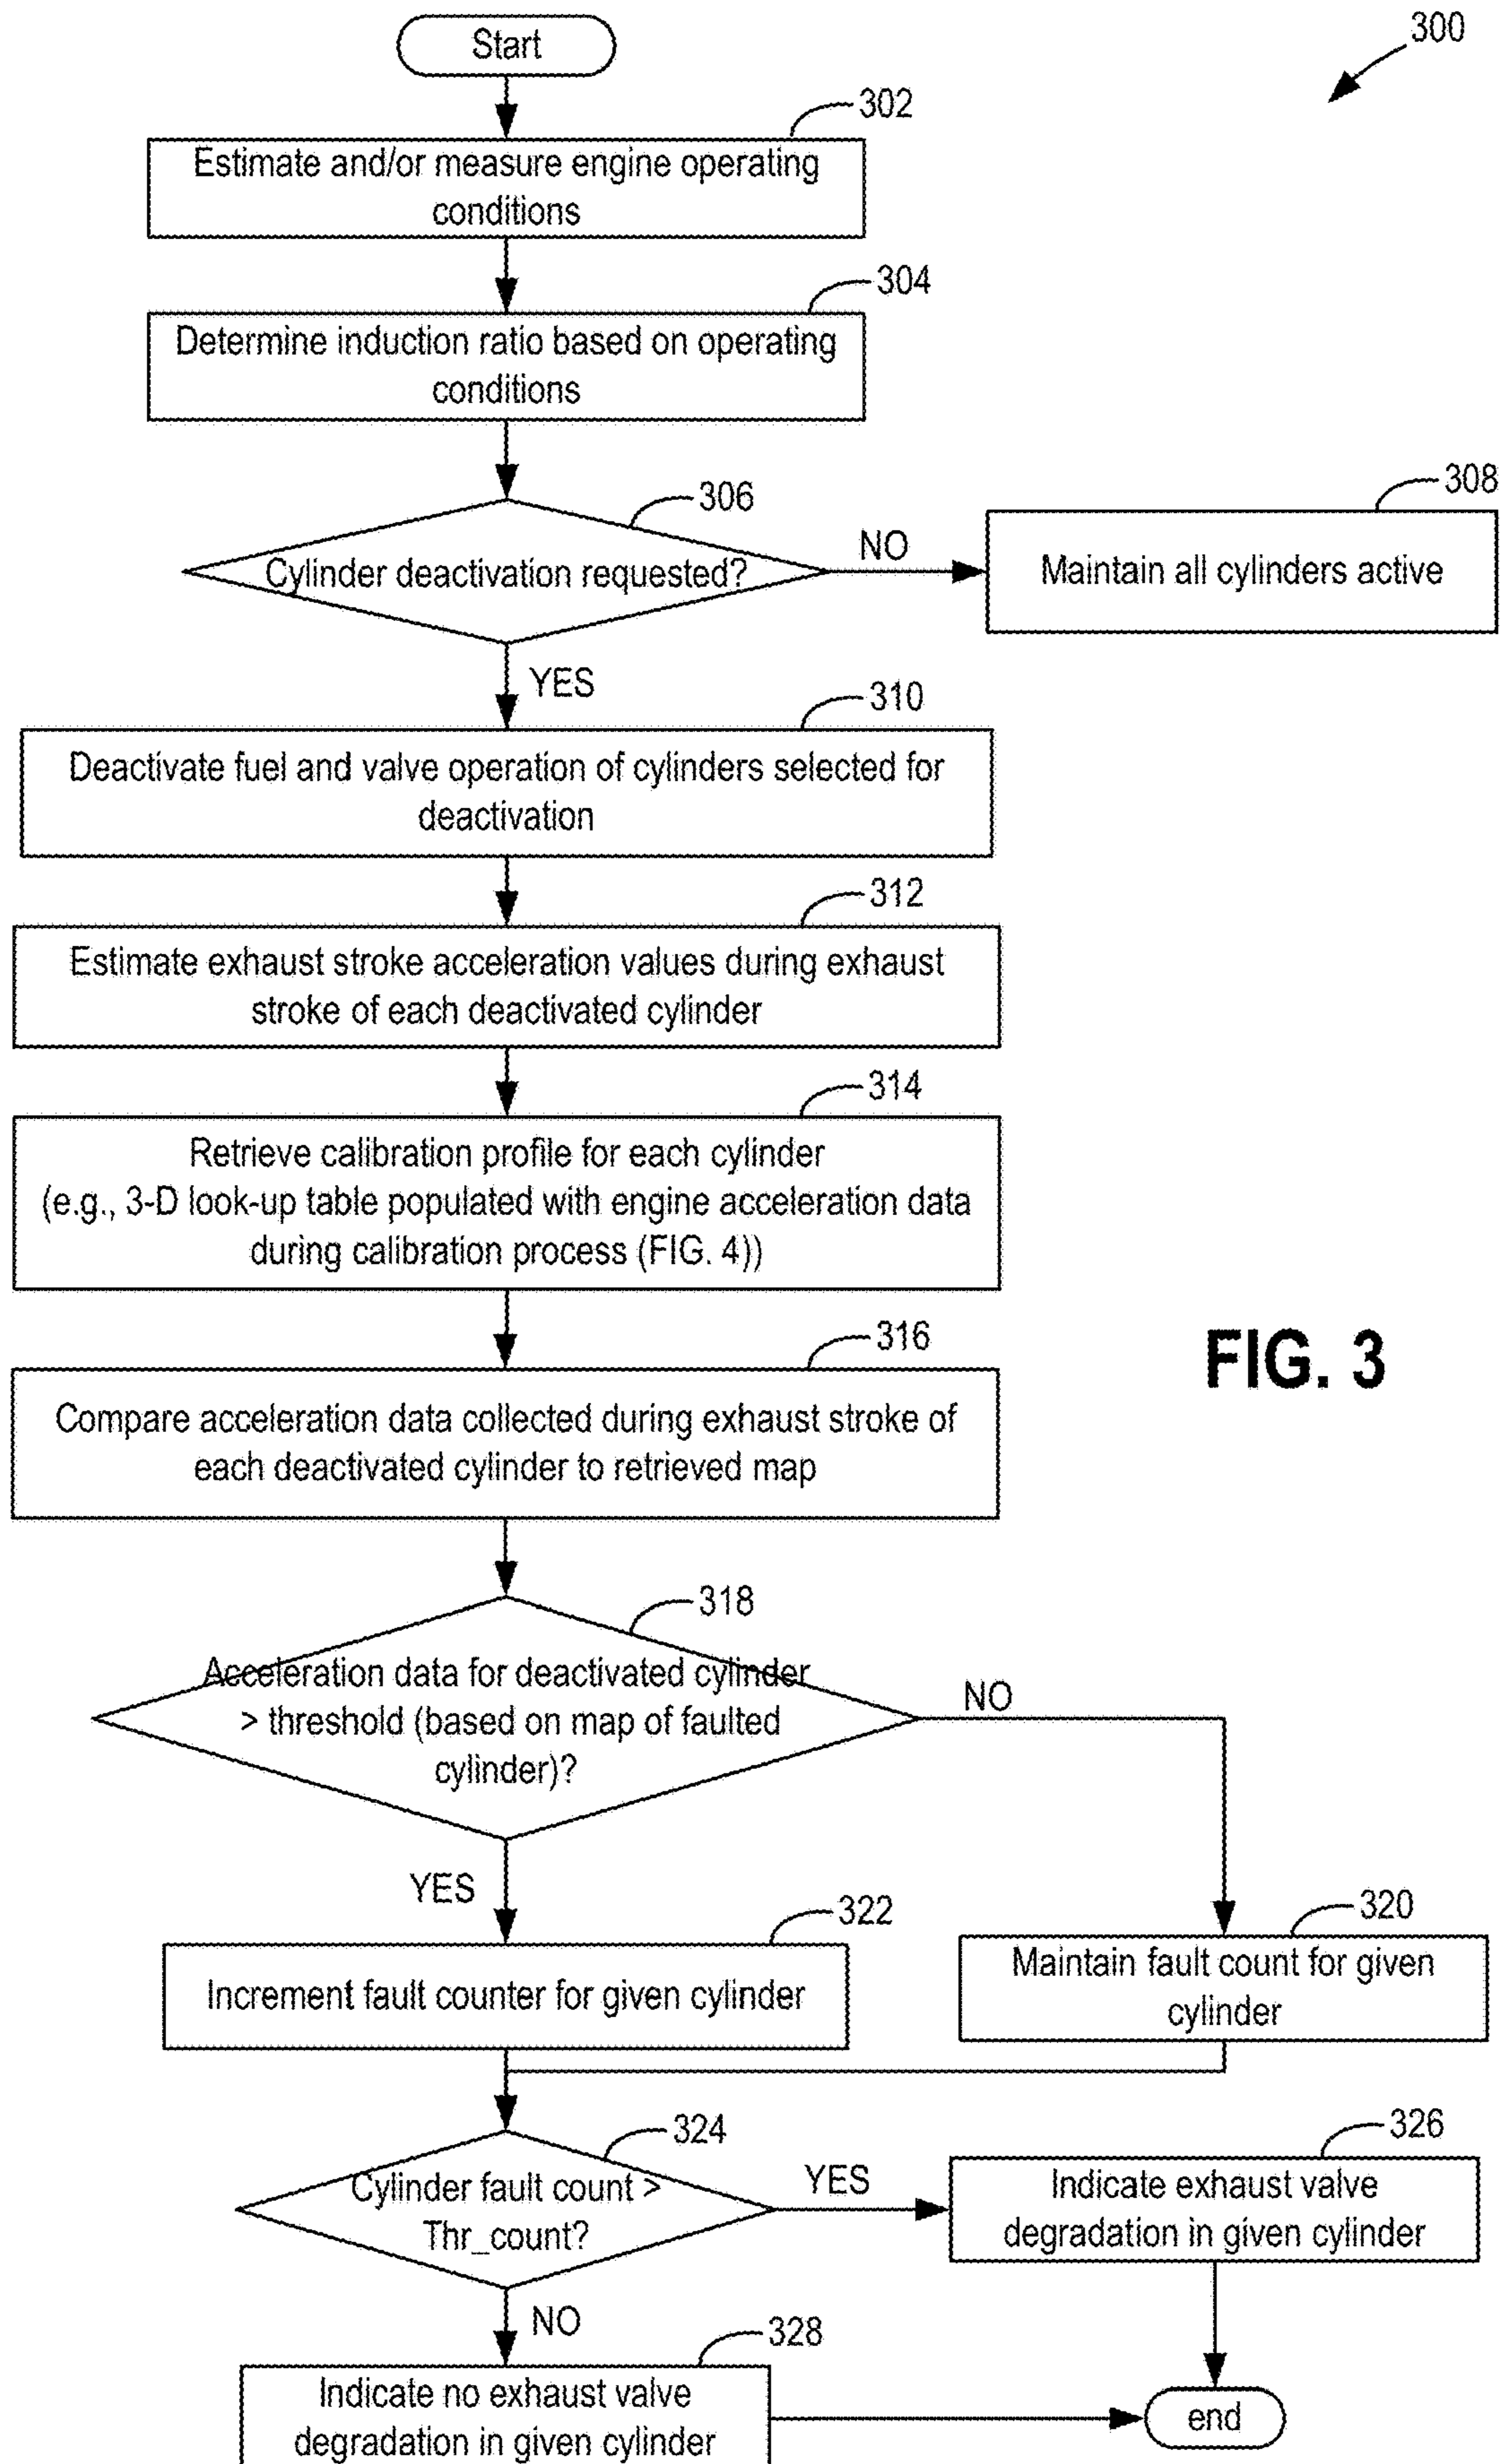 Start
300
302
Estimate and/or measure engine operating
conditions
304
Determine induction ratio based on operating
conditions
306
Cylinder deactivation requested?
NO
308
Maintain all cylinders active
YES
310
Deactivate fuel and valve operation of cylinders selected for
deactivation
312
Estimate exhaust stroke acceleration values during exhaust
stroke of each deactivated cylinder
314
Retrieve calibration profile for each cylinder
(e.g., 3-D look-up table populated with engine acceleration data
during calibration process (FIG. 4))
316
Compare acceleration data collected during exhaust stroke of
each deactivated cylinder to retrieved map
FIG. 3
318
Acceleration data for deactivated cylinder
> threshold (based on map of faulted
cylinder)?
NO
YES
322
Increment fault counter for given cylinder
320
Maintain fault count for given
cylinder
324
Cylinder fault count >
Thr_count?
YES
326
Indicate exhaust valve
degradation in given cylinder
NO
328
Indicate no exhaust valve
degradation in given cylinder
end